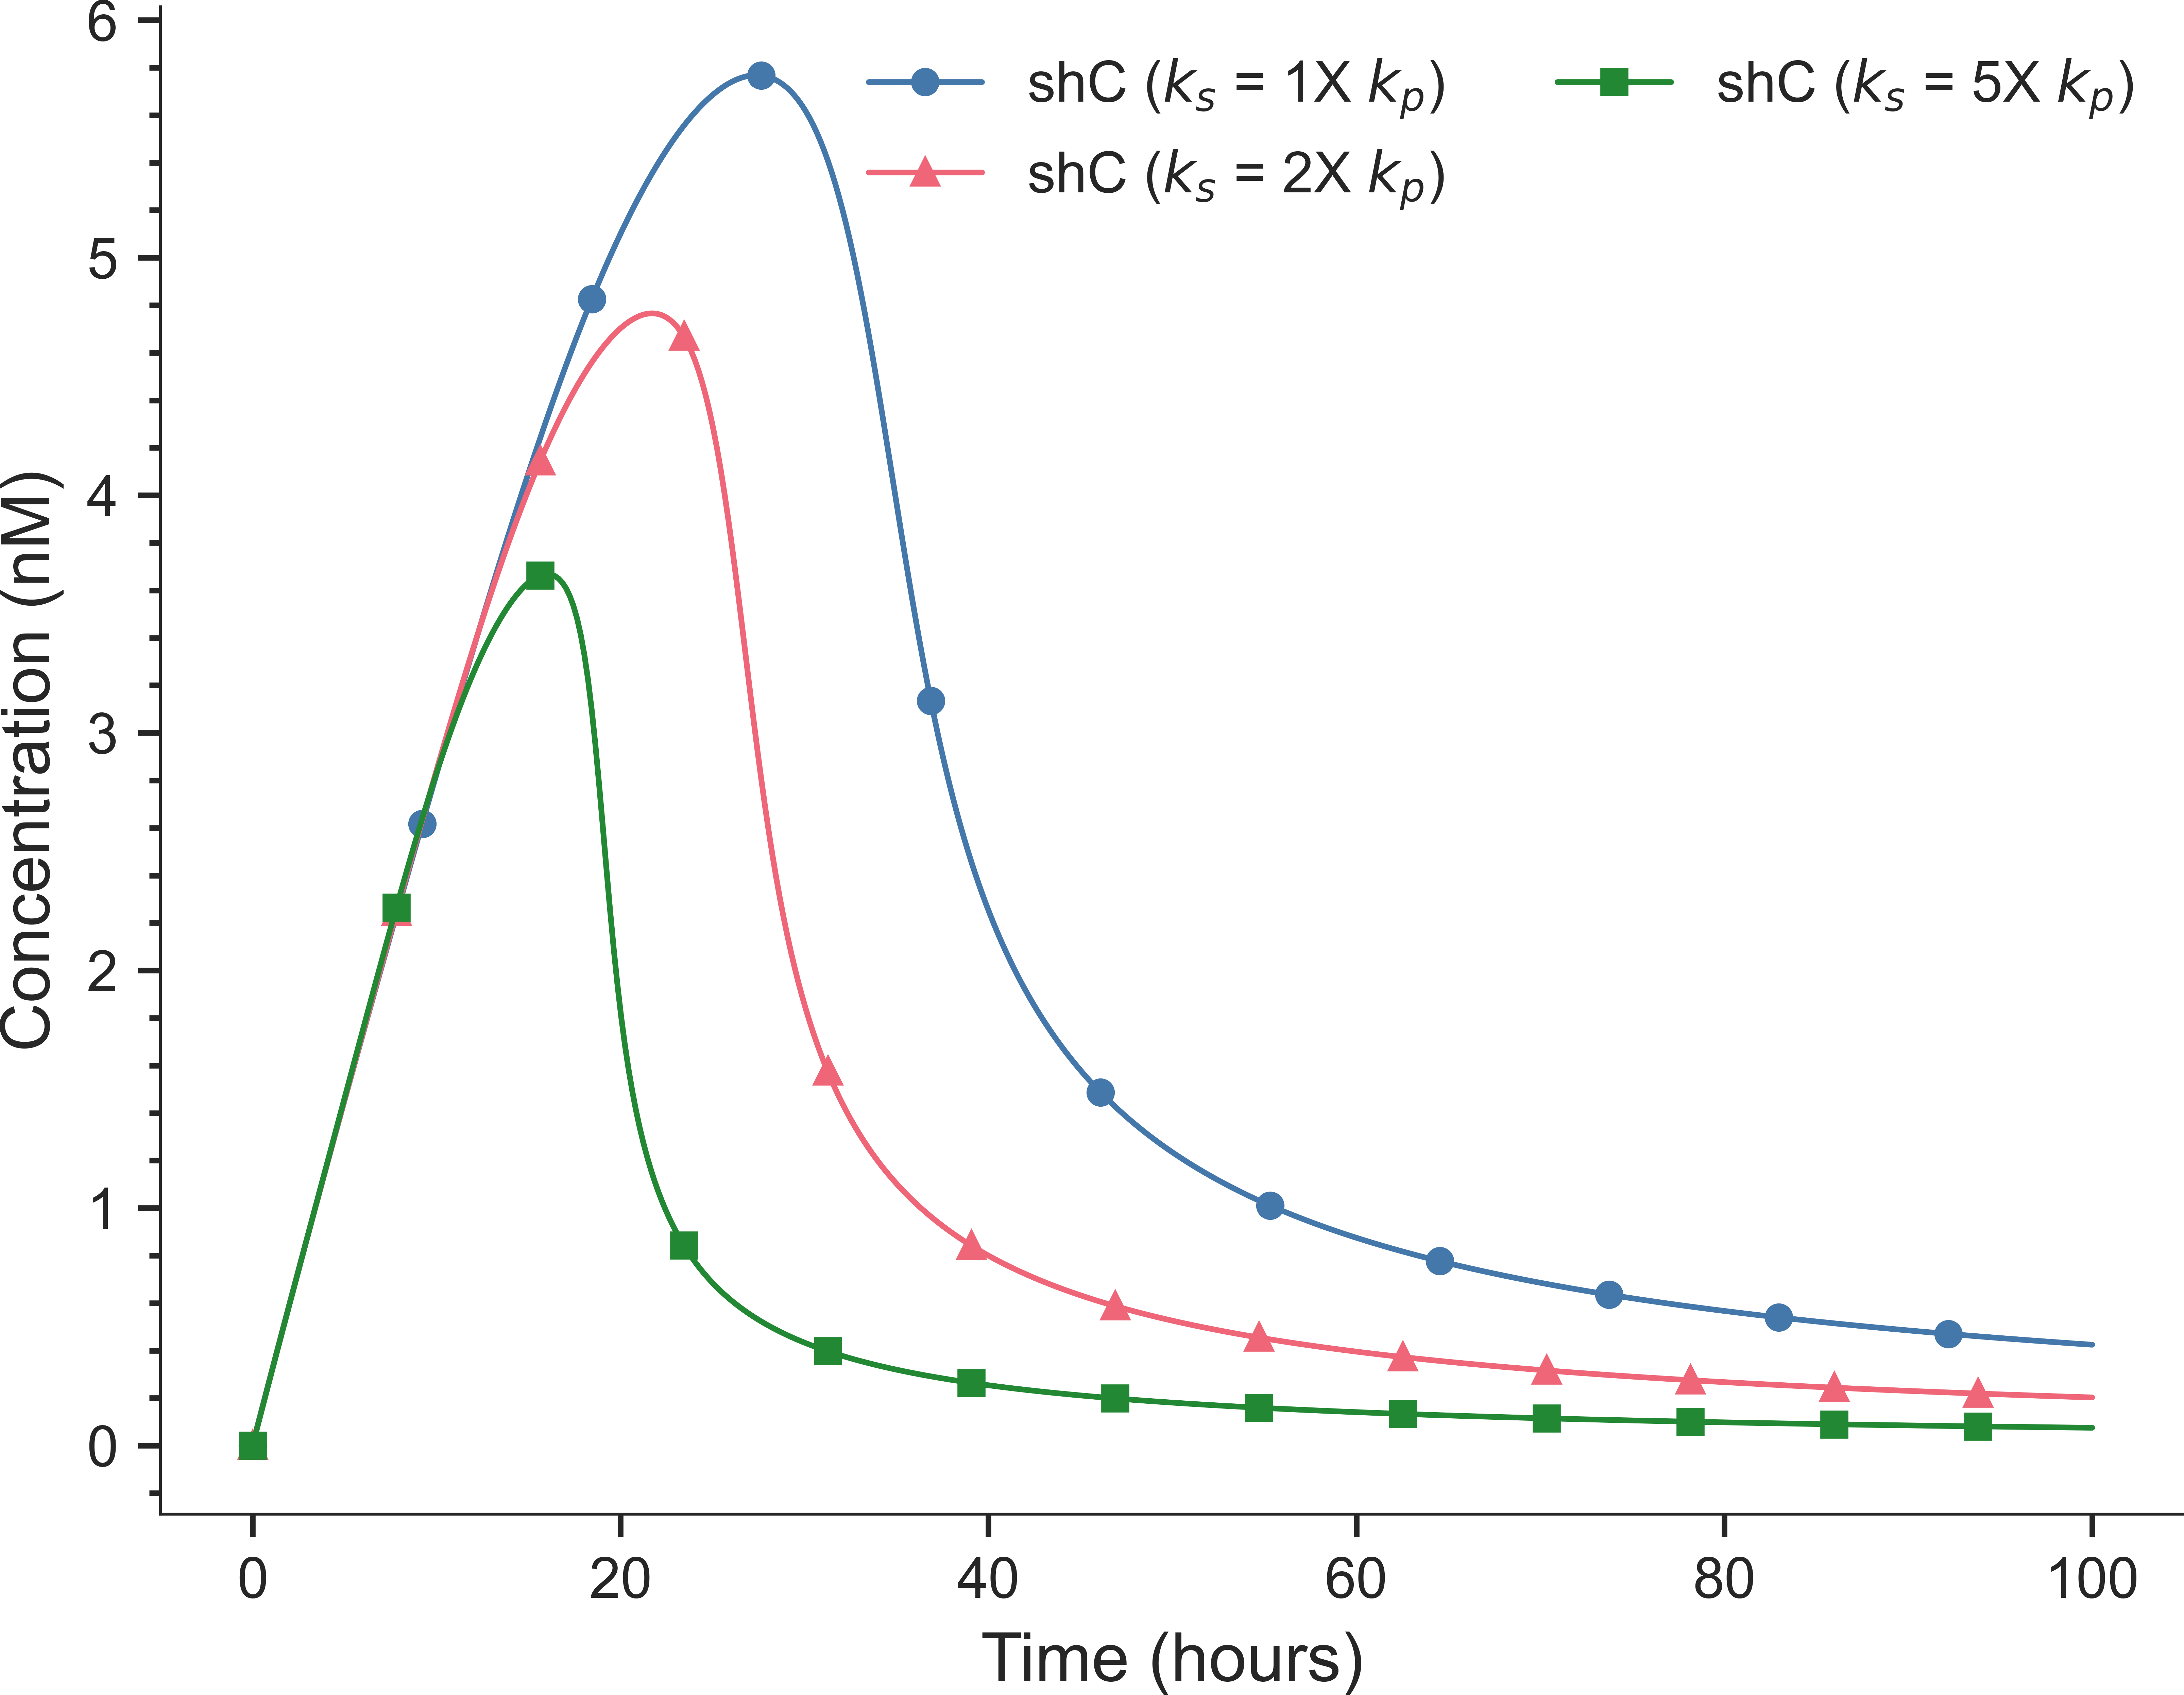 shC (ks = 1X kp)
shC (ks = 2X kp)
shC (ks = 5X kp)
Concentration (nM)
6
5
4
3
2
1
0
0 20 40 60 80 100
Time (hours)